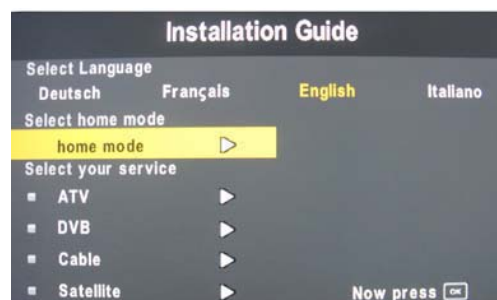 Installation Guide
Select Language
Deutsch Français English Italiano
Select home mode
home mode
Select your service
ATV
DVB
Cable
Satellite
Now press OK